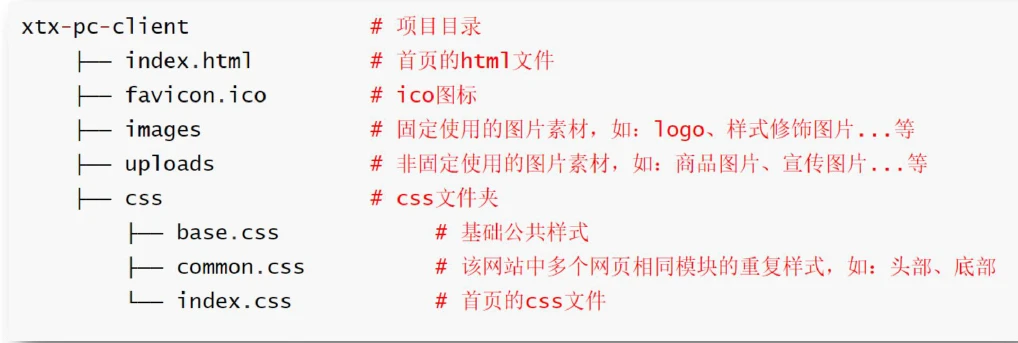 xtx-pc-client # 项目目录
├── index.html # 首页的html文件
├── favicon.ico # ico图标
├── images # 固定使用的图片素材，如：logo、样式修饰图片...等
├── uploads # 非固定使用的图片素材，如：商品图片、宣传图片...等
├── css # css文件夹
├── base.css # 基础公共样式
├── common.css # 该网站中多个网页相同模块的重复样式，如：头部、底部
└── index.css # 首页的css文件